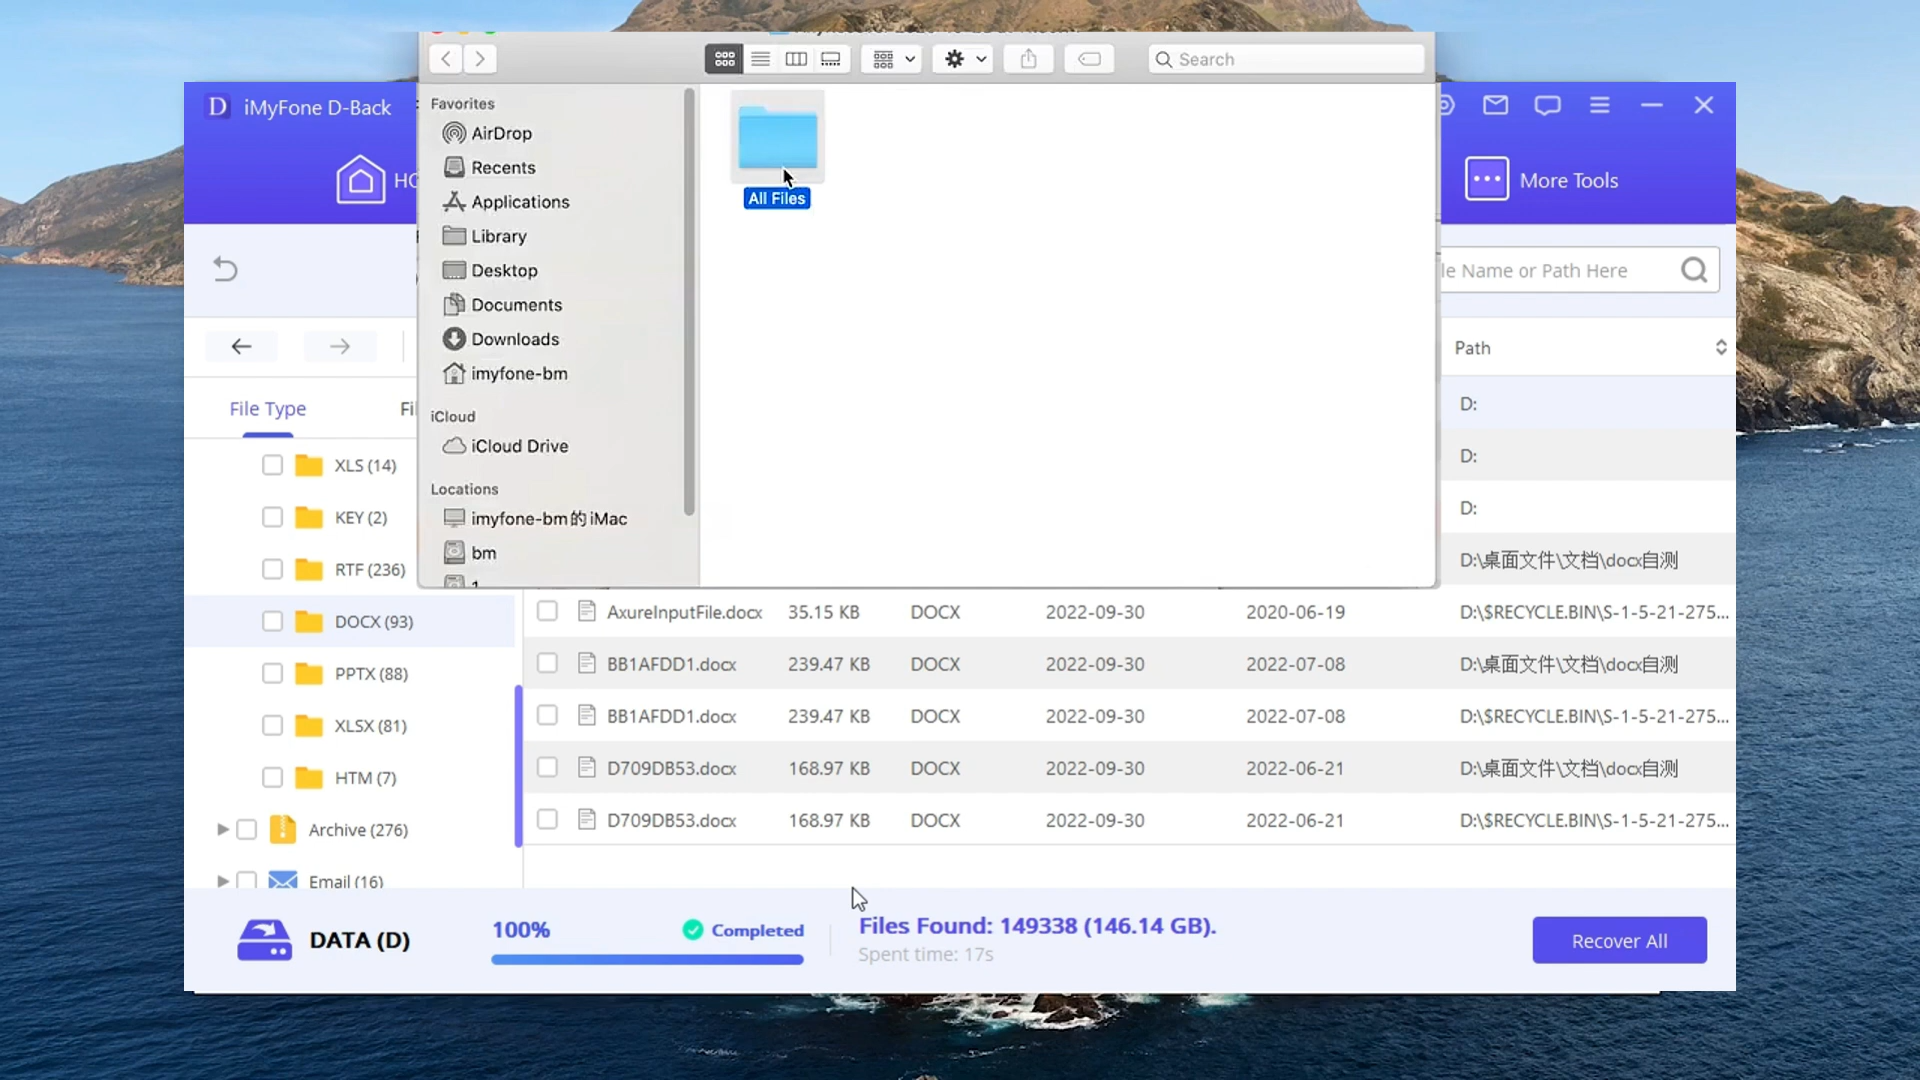 Search
iMyFone D-Back
Favorites
AirDrop
Recents
Applications
Library
Desktop
Documents
Downloads
imyfone-bm
iCloud
iCloud Drive
Locations
imyfone-bm的 iMac
bm
1
All Files
More Tools
Name or Path Here
Path
File Type
XLS (14)
KEY (2)
RTF (236)
DOCX (93)
PPTX (88)
XLSX (81)
HTM (7)
Archive (276)
Email (16)
D:
D:
D:
D:\桌面文件\文档\docx自测
AxureInputFile.docx 35.15 KB DOCX 2022-09-30 2020-06-19 D:\$RECYCLE.BIN\S-1-5-21-275...
BB1AFDD1.docx 239.47 KB DOCX 2022-09-30 2022-07-08 D:\桌面文件\文档\docx自测
BB1AFDD1.docx 239.47 KB DOCX 2022-09-30 2022-07-08 D:\$RECYCLE.BIN\S-1-5-21-275...
D709DB53.docx 168.97 KB DOCX 2022-09-30 2022-06-21 D:\桌面文件\文档\docx自测
D709DB53.docx 168.97 KB DOCX 2022-09-30 2022-06-21 D:\$RECYCLE.BIN\S-1-5-21-275...
DATA (D)
100%
Completed
Files Found: 149338 (146.14 GB).
Spent time: 17s
Recover All